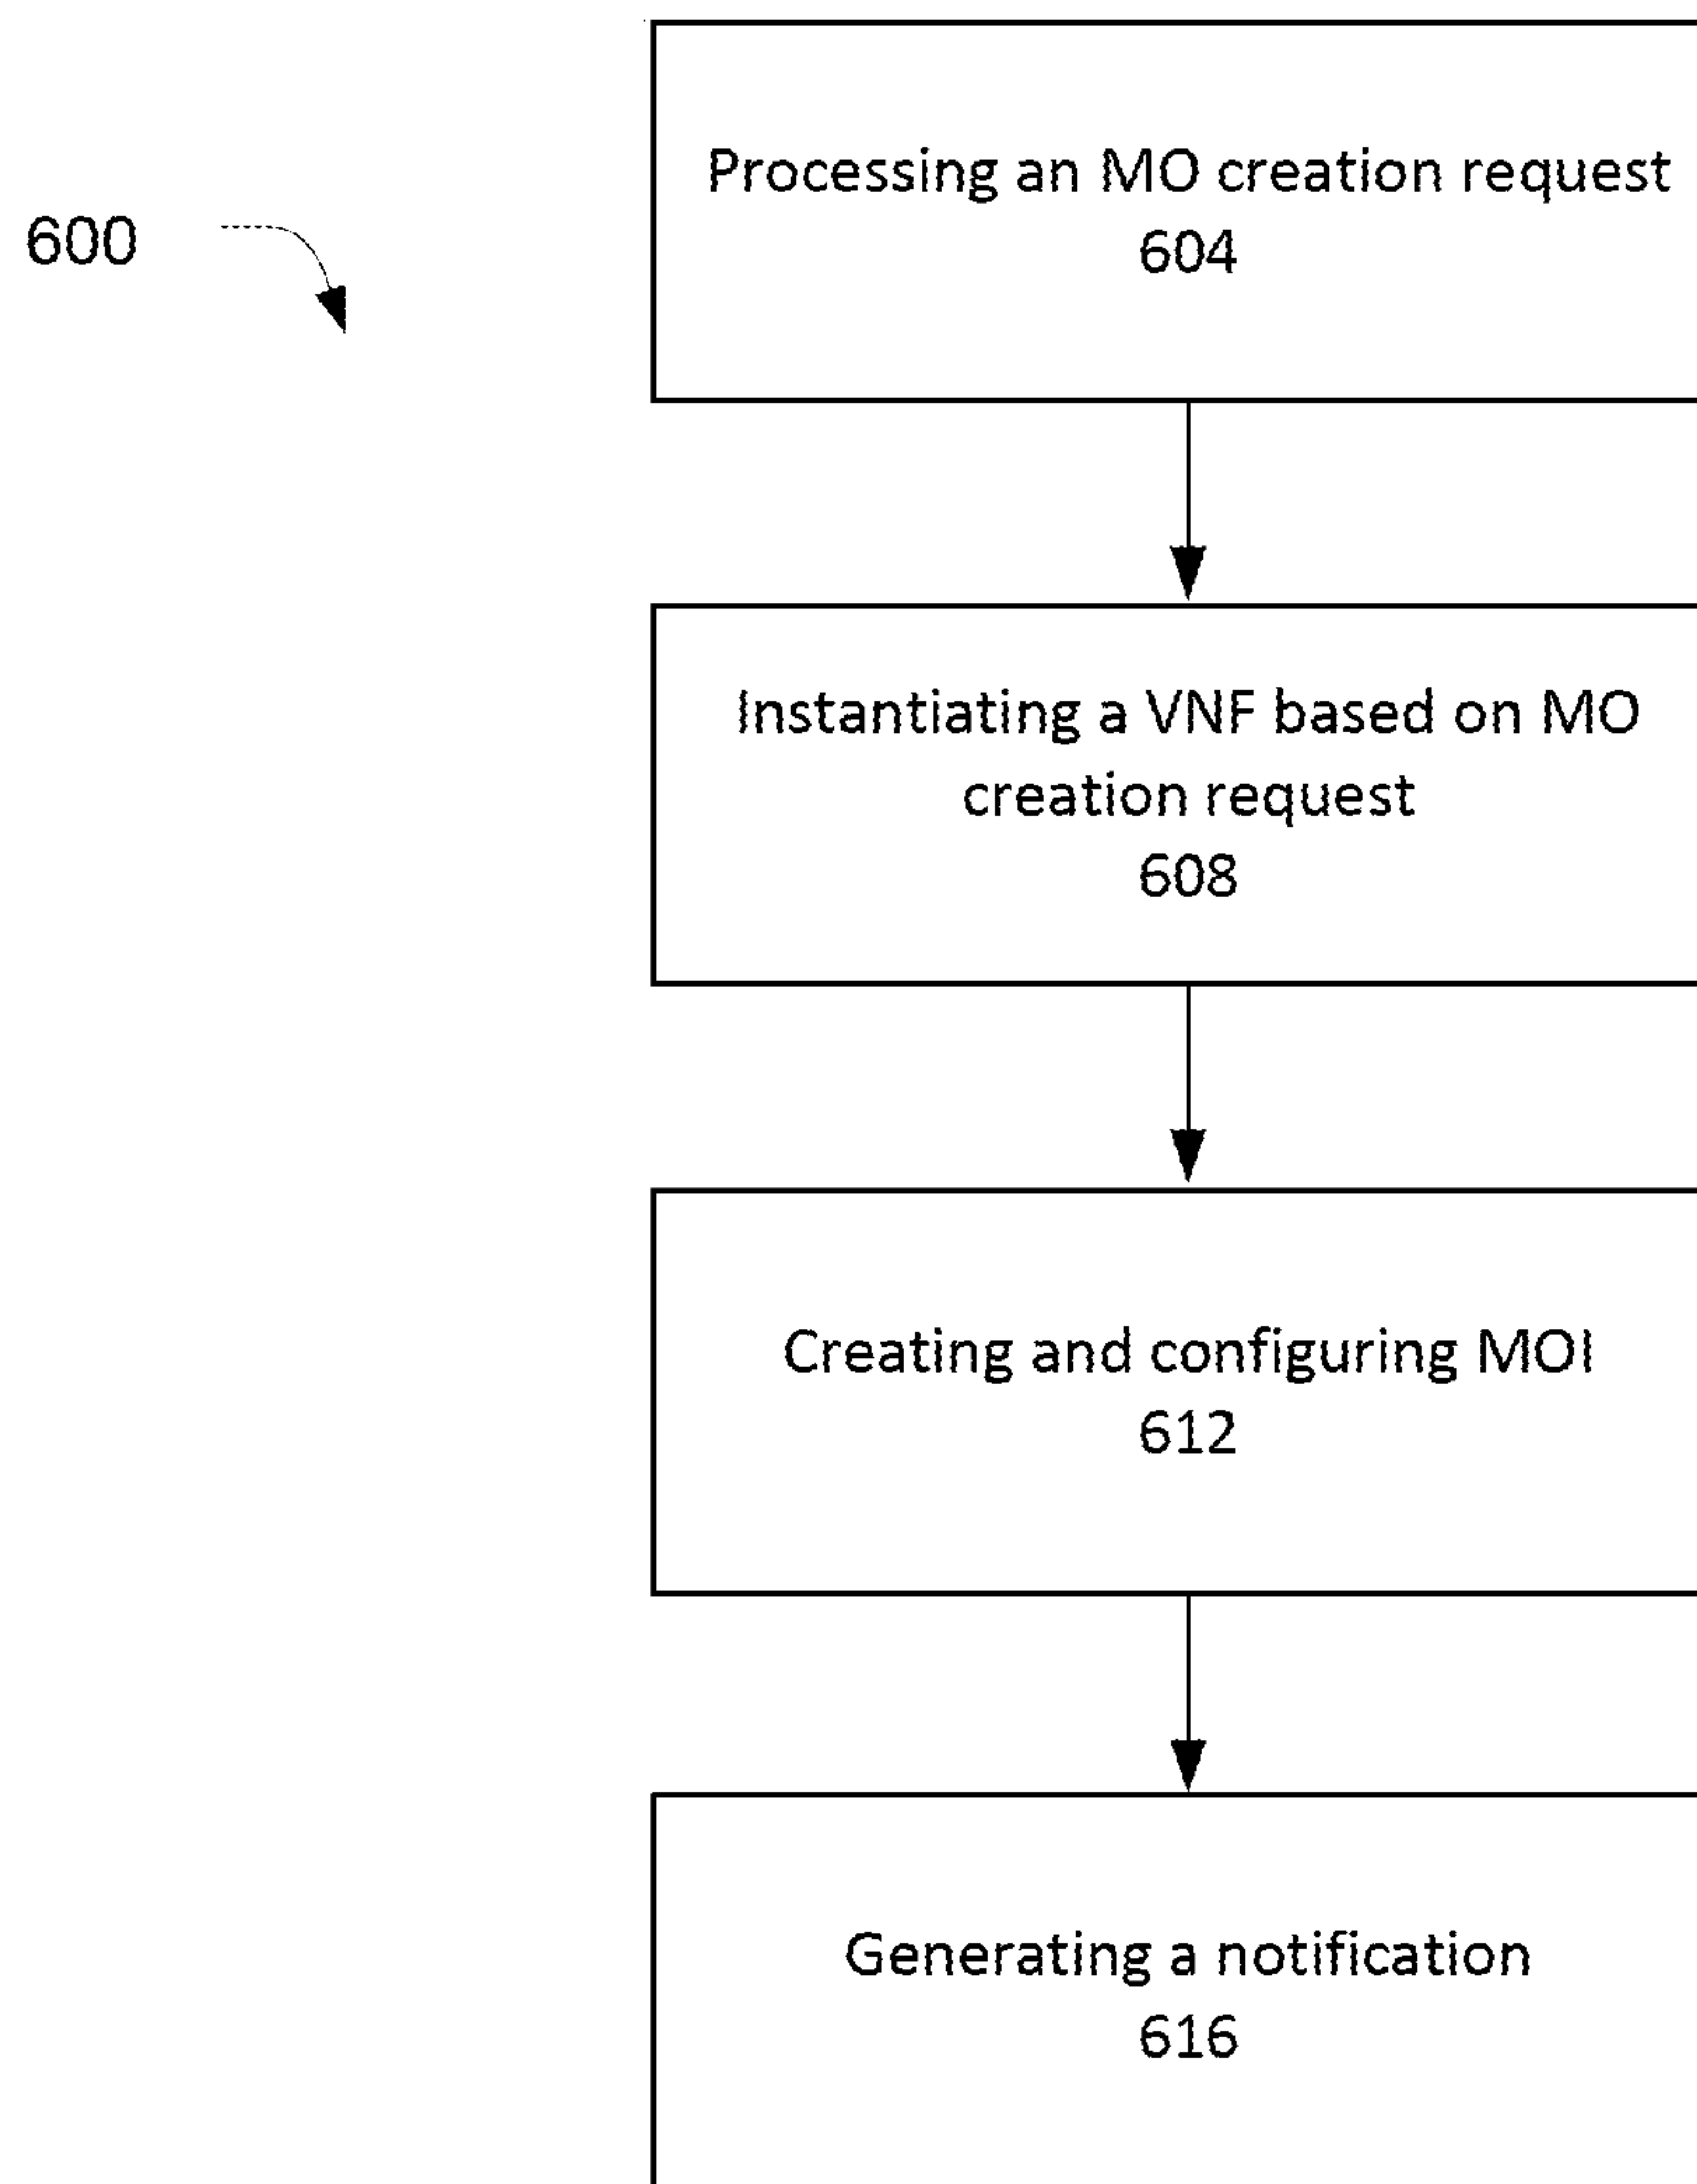 600
Processing an MO creation request
604
Instantiating a VNF based on MO
creation request
608
Creating and configuring MOI
612
Generating a notification
616